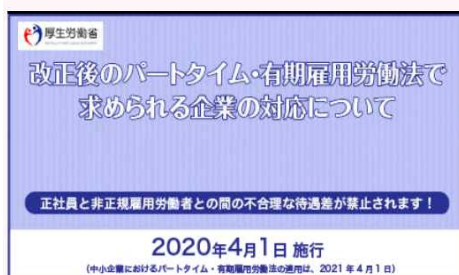 厚生労働省
改正後のパートタイム・有期雇用労働法で
求められる企業の対応について
正社員と非正規雇用労働者との間の不合理な待遇差が禁止されます！
2020年4月1日 施行
(中小企業におけるパートタイム・有期雇用労働法の適用は、2021年4月1日)